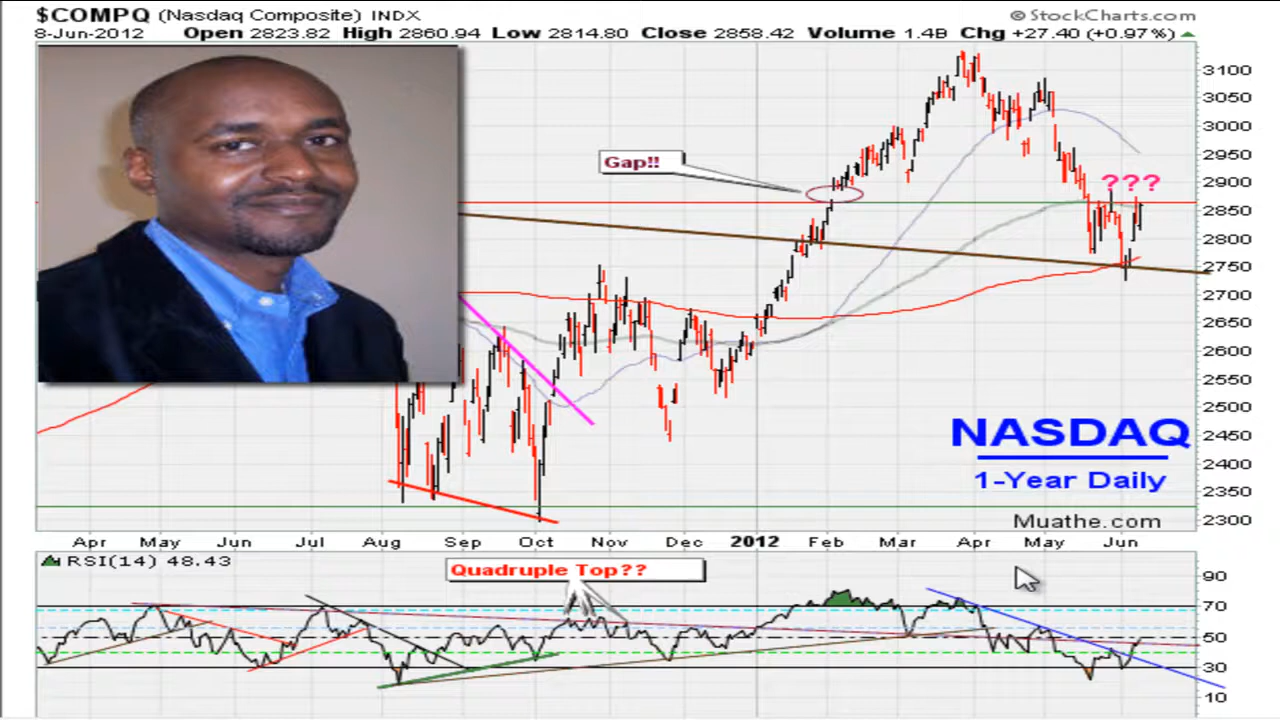 $COMPQ (Nasdaq Composite) INDX
© StockCharts.com
8-Jun-2012 Open 2823.82 High 2860.94 Low 2814.80 Close 2858.42 Volume 1.4B Chg +27.40 (+0.97%)
3100
3050
3000
2950
Gap!!
2900
???
2850
2800
2750
2700
2650
2600
2550
2500
2450
2400
2350
2300
NASDAQ
1-Year Daily
Muathe.com
Apr May Jun Jul Aug Sep Oct Nov Dec 2012 Feb Mar Apr May Jun
RSI(14) 48.43
Quadruple Top??
90
70
50
30
10